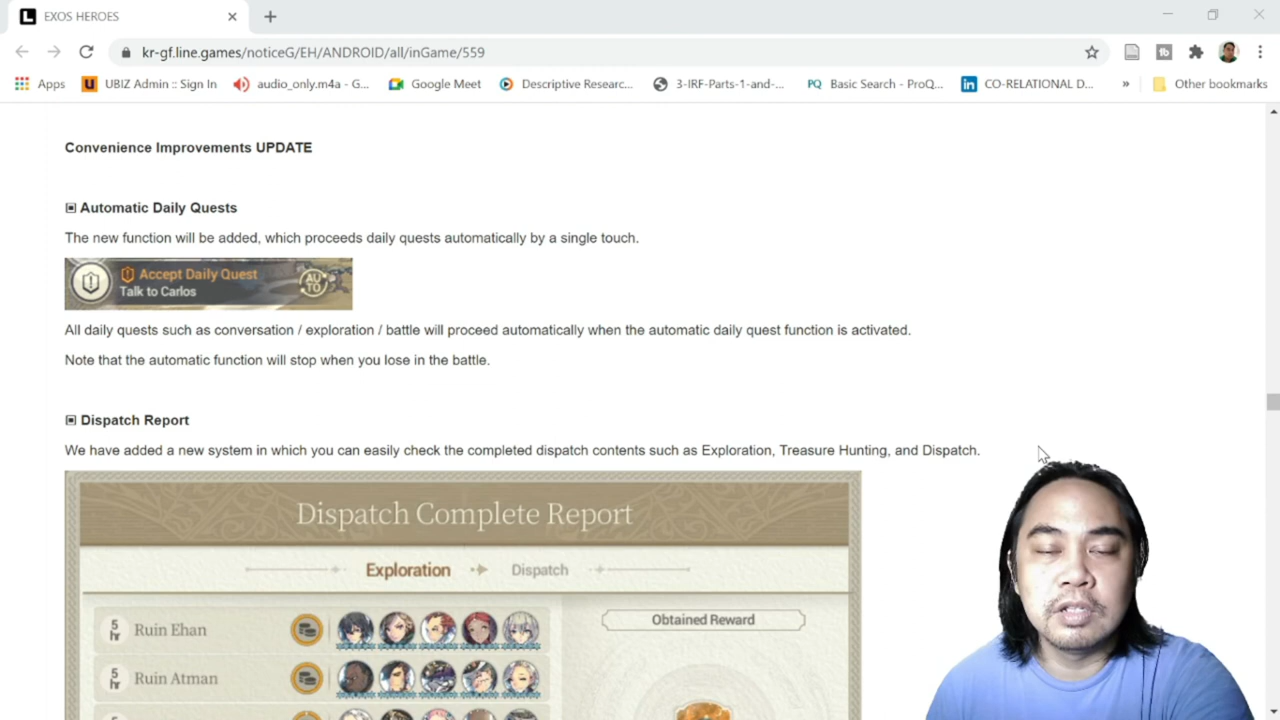 EXOS HEROES
kr-gf.line.games/noticeG/EH/ANDROID/all/inGame/559
Apps
UBIZ Admin :: Sign In
audio_only.m4a - G...
Google Meet
Descriptive Researc...
3-IRF-Parts-1-and-...
PQ Basic Search - ProQ...
CO-RELATIONAL D...
»
Other bookmarks
Convenience Improvements UPDATE
▣ Automatic Daily Quests
The new function will be added, which proceeds daily quests automatically by a single touch.
Accept Daily Quest
Talk to Carlos
AUTO
All daily quests such as conversation / exploration / battle will proceed automatically when the automatic daily quest function is activated.
Note that the automatic function will stop when you lose in the battle.
▣ Dispatch Report
We have added a new system in which you can easily check the completed dispatch contents such as Exploration, Treasure Hunting, and Dispatch.
Dispatch Complete Report
Exploration
Dispatch
5 hr Ruin Ehan
Obtained Reward
5 hr Ruin Atman